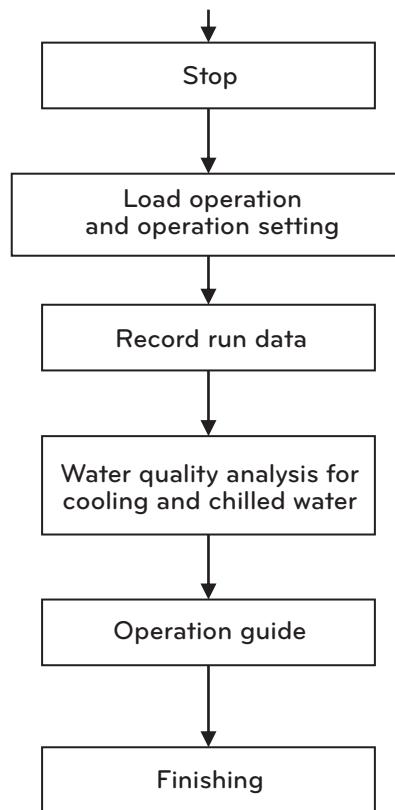 Stop
Load operation
and operation setting
Record run data
Water quality analysis for
cooling and chilled water
Operation guide
Finishing